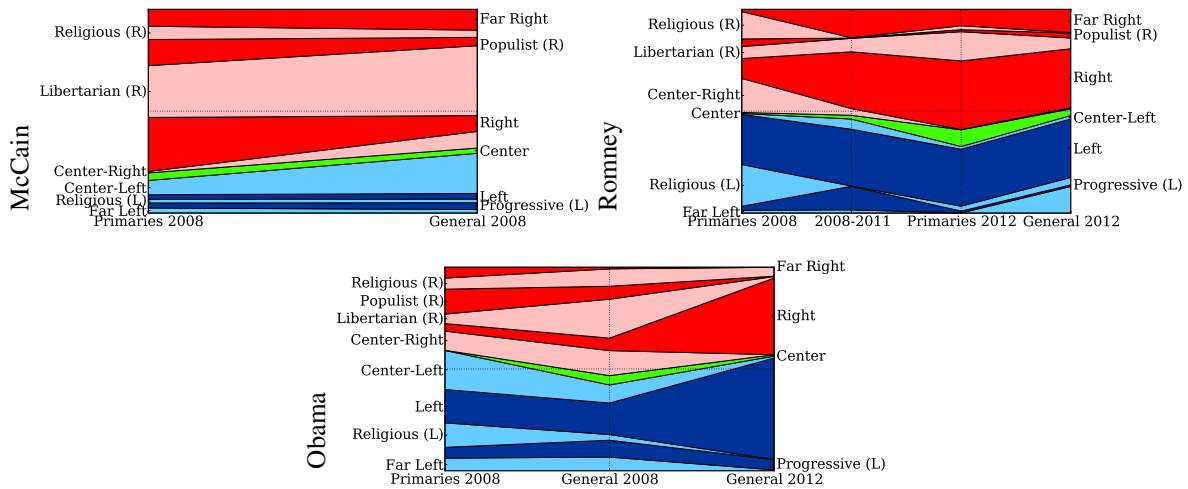 McCain
Religious (R)
Libertarian (R)
Center-Right
Center-Left
Religious (L)
Far Left
Far Right
Populist (R)
Right
Center
Left
Progressive (L)
Primaries 2008
General 2008
Romney
Religious (R)
Libertarian (R)
Center-Right
Center
Religious (L)
Far Left
Far Right
Populist (R)
Right
Center-Left
Left
Progressive (L)
Primaries 2008
2008-2011
Primaries 2012
General 2012
Obama
Religious (R)
Populist (R)
Libertarian (R)
Center-Right
Center-Left
Left
Religious (L)
Far Left
Far Right
Right
Center
Progressive (L)
Primaries 2008
General 2008
General 2012